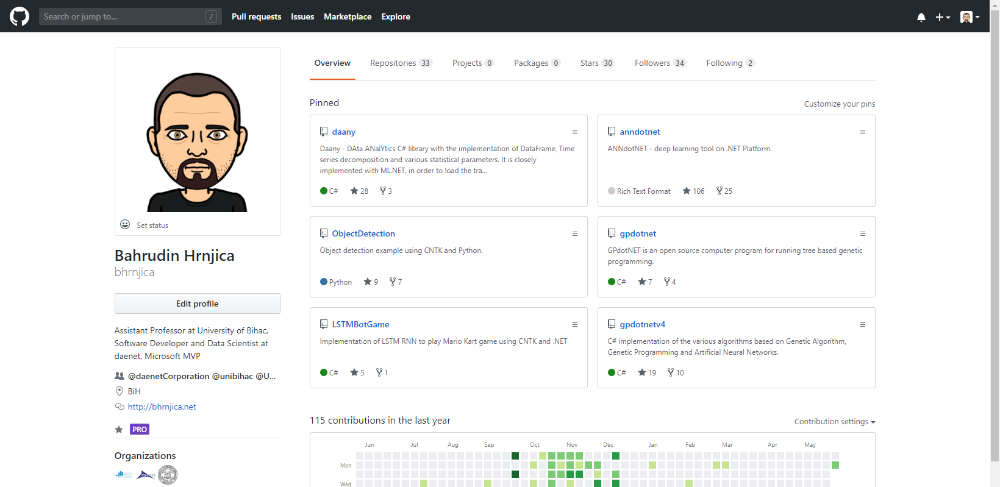 Search or jump to... /
Pull requests Issues Marketplace Explore
Set status
Bahrudin Hrnjica
bhrnjica
Edit profile
Assistant Professor at University of Bihac,
Software Developer and Data Scientist at
daenet, Microsoft MVP
@daenetCorporation @unibihac @U...
BiH
http://bhrnjica.net
PRO
Organizations
Overview Repositories 33 Projects 0 Packages 0 Stars 30 Followers 34 Following 2
Pinned
Customize your pins
daany
Daany - DAta ANalYtics C# library with the implementation of DataFrame, Time
series decomposition and various statistical parameters. It is closely
implemented with ML.NET, in order to load the tra...
C# 28 3
anndotnet
ANNdotNET - deep learning tool on .NET Platform.
Rich Text Format 106 25
ObjectDetection
Object detection example using CNTK and Python.
Python 9 7
gpdotnet
GPdotNET is an open source computer program for running tree based genetic
programming.
C# 7 4
LSTMBotGame
Implementation of LSTM RNN to play Mario Kart game using CNTK and .NET
C# 5 1
gpdotnetv4
C# implementation of the various algorithms based on Genetic Algorithm,
Genetic Programming and Artificial Neural Networks.
C# 19 10
115 contributions in the last year
Contribution settings
Jun Jul Aug Sep Oct Nov Dec Jan Feb Mar Apr May
Mon
Wed